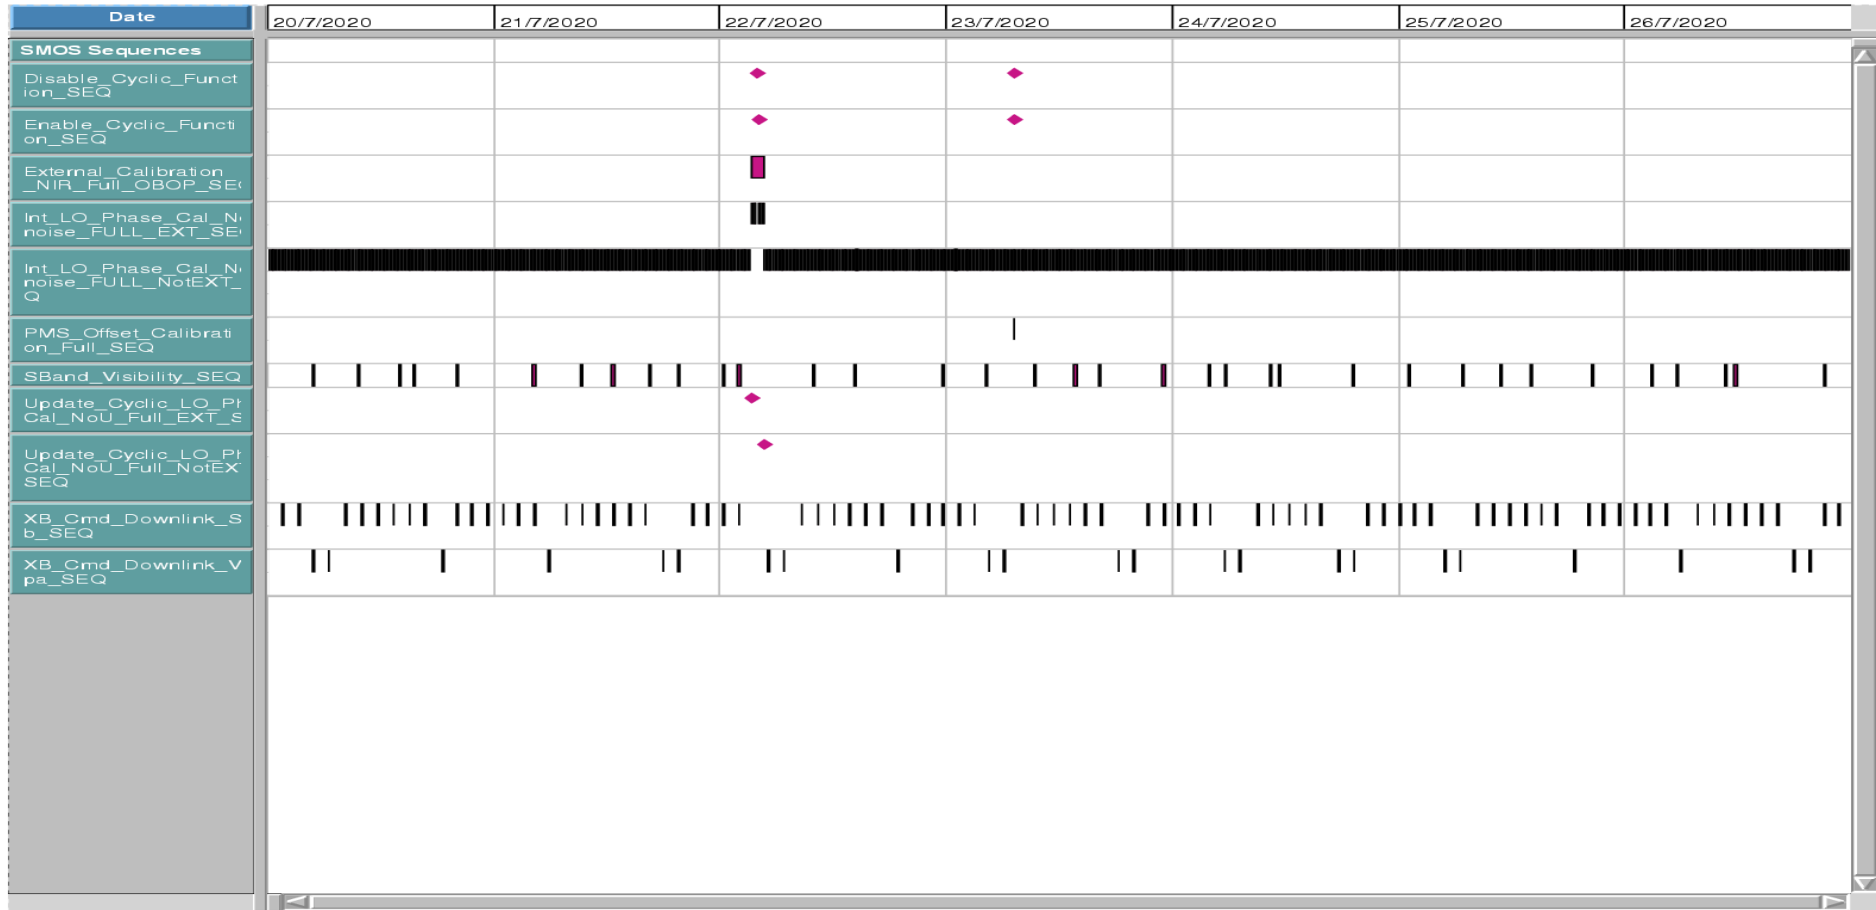 Date
20/7/2020 21/7/2020 22/7/2020 23/7/2020 24/7/2020 25/7/2020 26/7/2020
SMOS Sequences
Disable_Cyclic_Funct
ion_SEQ
Enable_Cyclic_Functi
on_SEQ
External_Calibration
_NIR_Full_OBOP_SE
Int_LO_Phase_Cal_N
noise_FULL_EXT_SE
Int_LO_Phase_Cal_N
noise_FULL_NotEXT_
Q
PMS_Offset_Calibrati
on_Full_SEQ
SBand_Visibility_SEQ
Update_Cyclic_LO_P
Cal_NoU_Full_EXT_S
Update_Cyclic_LO_P
Cal_NoU_Full_NotEX
SEQ
XB_Cmd_Downlink_S
b_SEQ
XB_Cmd_Downlink_V
pa_SEQ